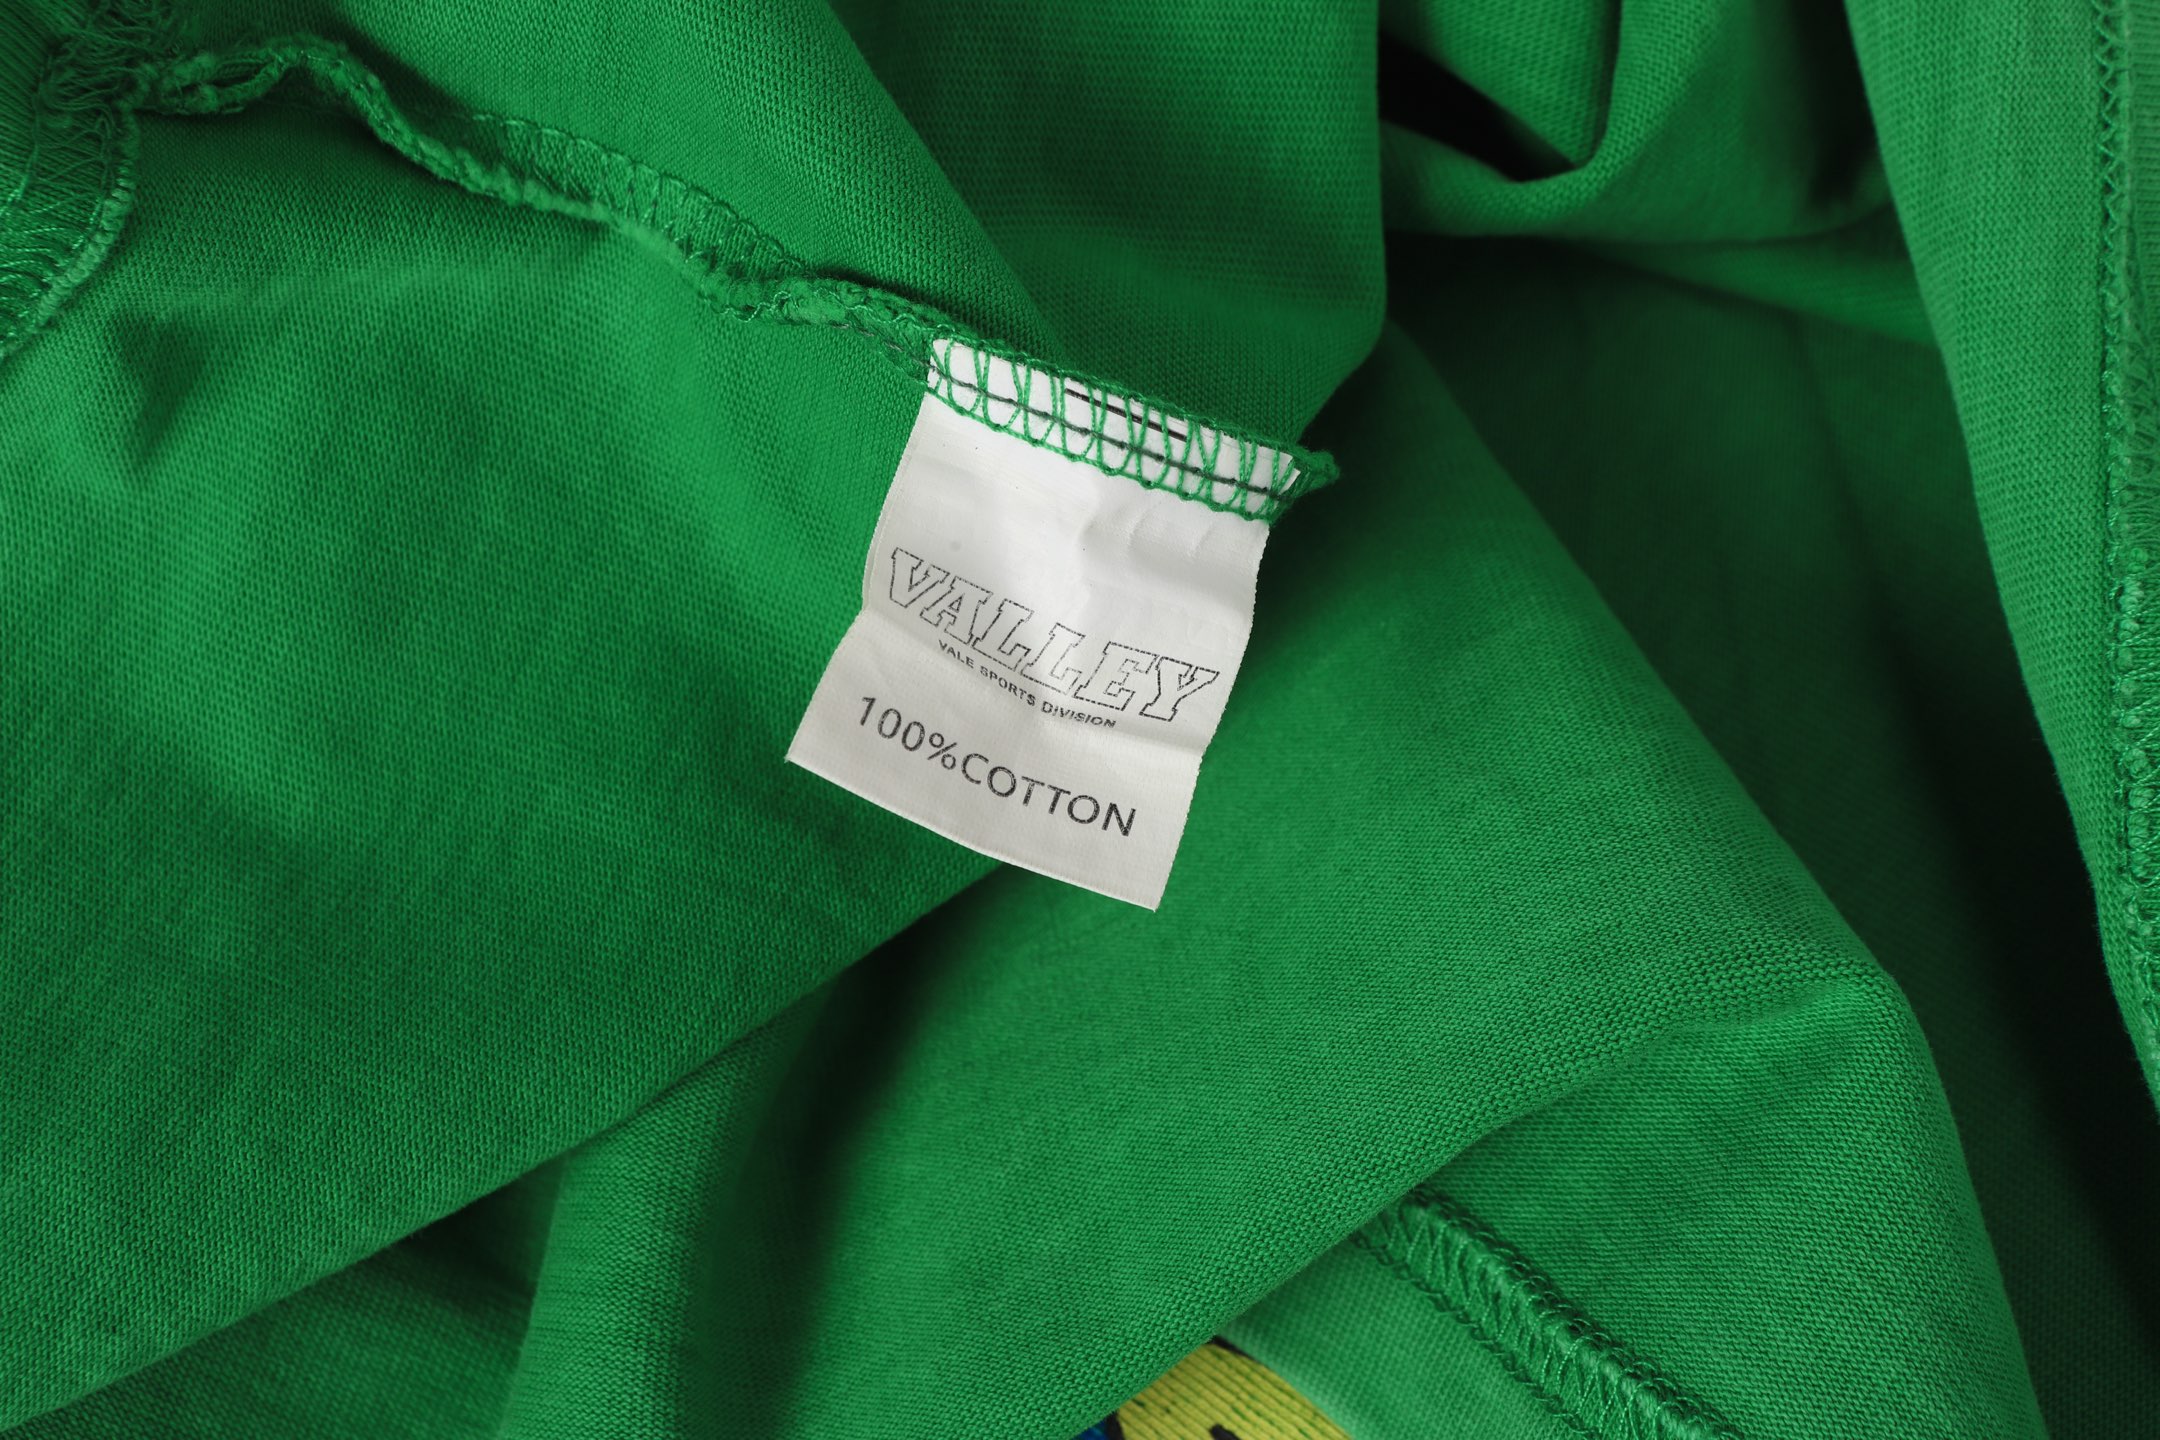 VALLEY
VALE SPORTS DIVISION
100%COTTON